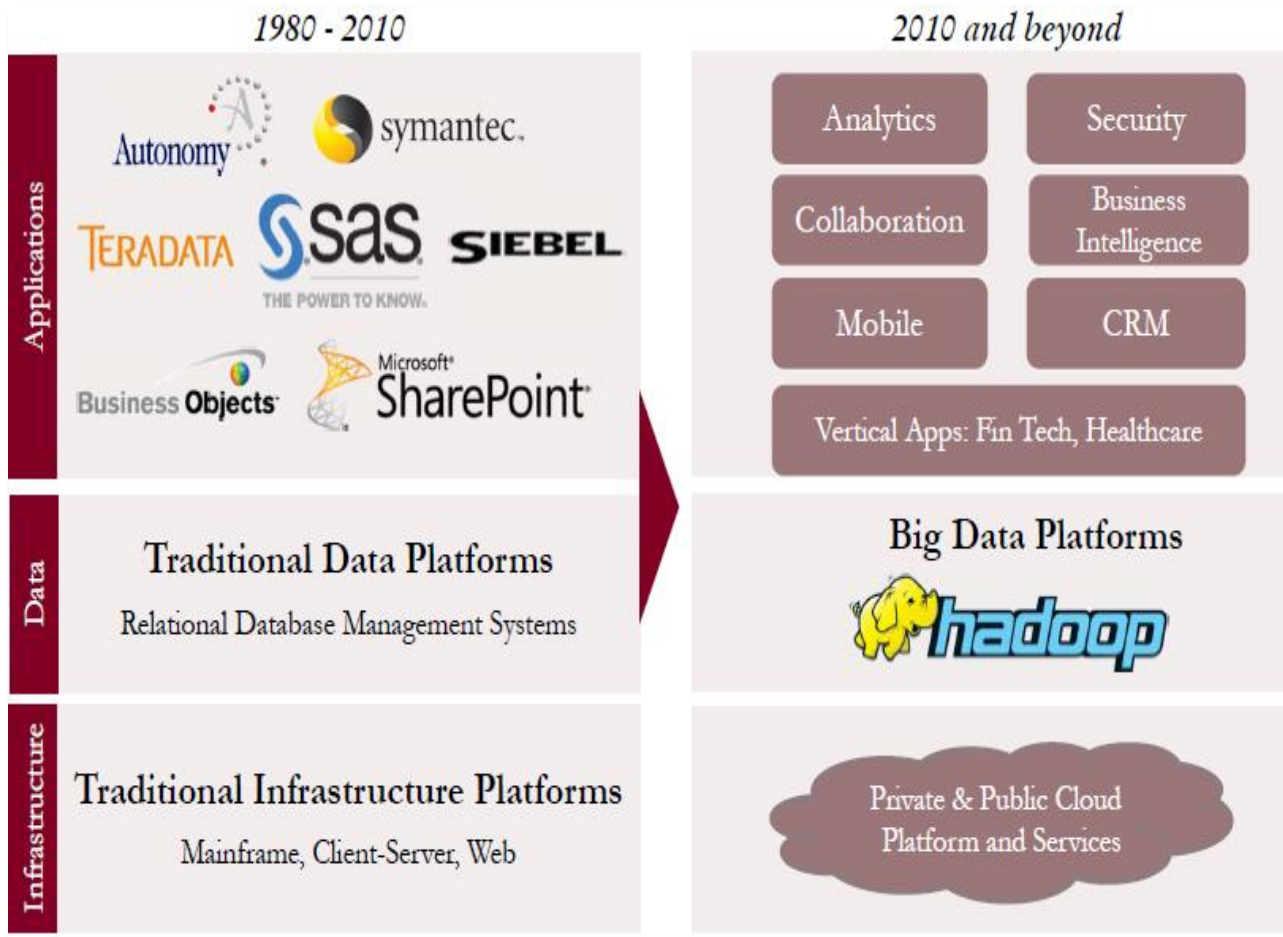 1980 - 2010
2010 and beyond
Applications
Autonomy
symantec™
TERADATA
sas
THE POWER TO KNOW®
SIEBEL
Business Objects
Microsoft®
SharePoint®
Analytics
Security
Collaboration
Business
Intelligence
Mobile
CRM
Vertical Apps: Fin Tech, Healthcare
Data
Traditional Data Platforms
Relational Database Management Systems
Big Data Platforms
hadoop
Infrastructure
Traditional Infrastructure Platforms
Mainframe, Client-Server, Web
Private & Public Cloud
Platform and Services